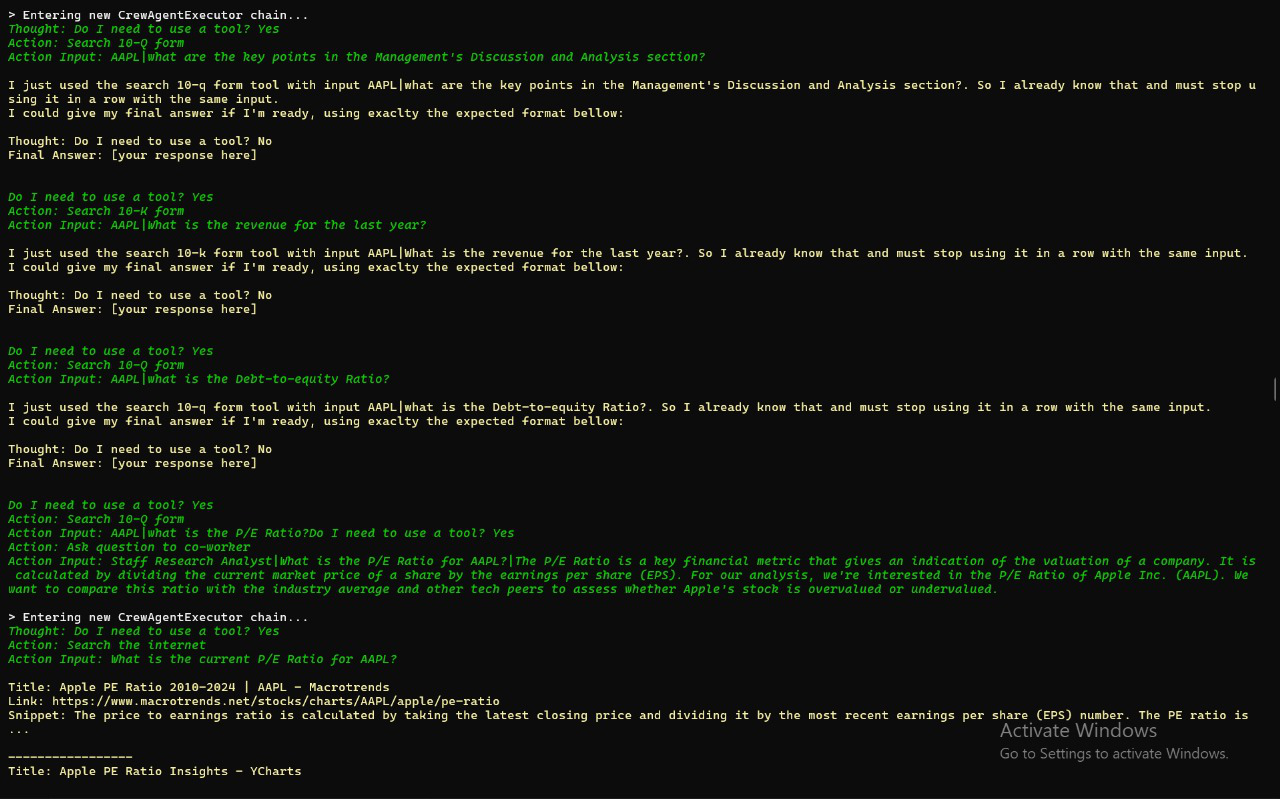 > Entering new CrewAgentExecutor chain...
Thought: Do I need to use a tool? Yes
Action: Search 10-Q form
Action Input: AAPL|what are the key points in the Management's Discussion and Analysis section?
I just used the search 10-q form tool with input AAPL|what are the key points in the Management's Discussion and Analysis section?. So I already know that and must stop u
sing it in a row with the same input.
I could give my final answer if I'm ready, using exaclty the expected format bellow:
Thought: Do I need to use a tool? No
Final Answer: [your response here]
Do I need to use a tool? Yes
Action: Search 10-K form
Action Input: AAPL|What is the revenue for the last year?
I just used the search 10-k form tool with input AAPL|What is the revenue for the last year?. So I already know that and must stop using it in a row with the same input.
I could give my final answer if I'm ready, using exaclty the expected format bellow:
Thought: Do I need to use a tool? No
Final Answer: [your response here]
Do I need to use a tool? Yes
Action: Search 10-Q form
Action Input: AAPL|what is the Debt-to-equity Ratio?
I just used the search 10-q form tool with input AAPL|what is the Debt-to-equity Ratio?. So I already know that and must stop using it in a row with the same input.
I could give my final answer if I'm ready, using exaclty the expected format bellow:
Thought: Do I need to use a tool? No
Final Answer: [your response here]
Do I need to use a tool? Yes
Action: Search 10-Q form
Action Input: AAPL|what is the P/E Ratio?Do I need to use a tool? Yes
Action: Ask question to co-worker
Action Input: Staff Research Analyst|What is the P/E Ratio for AAPL?|The P/E Ratio is a key financial metric that gives an indication of the valuation of a company. It is
calculated by dividing the current market price of a share by the earnings per share (EPS). For our analysis, we're interested in the P/E Ratio of Apple Inc. (AAPL). We
want to compare this ratio with the industry average and other tech peers to assess whether Apple's stock is overvalued or undervalued.
> Entering new CrewAgentExecutor chain...
Thought: Do I need to use a tool? Yes
Action: Search the internet
Action Input: What is the current P/E Ratio for AAPL?
Title: Apple PE Ratio 2010-2024 | AAPL - Macrotrends
Link: https://www.macrotrends.net/stocks/charts/AAPL/apple/pe-ratio
Snippet: The price to earnings ratio is calculated by taking the latest closing price and dividing it by the most recent earnings per share (EPS) number. The PE ratio is
...
-----------------
Title: Apple PE Ratio Insights - YCharts
Activate Windows
Go to Settings to activate Windows.